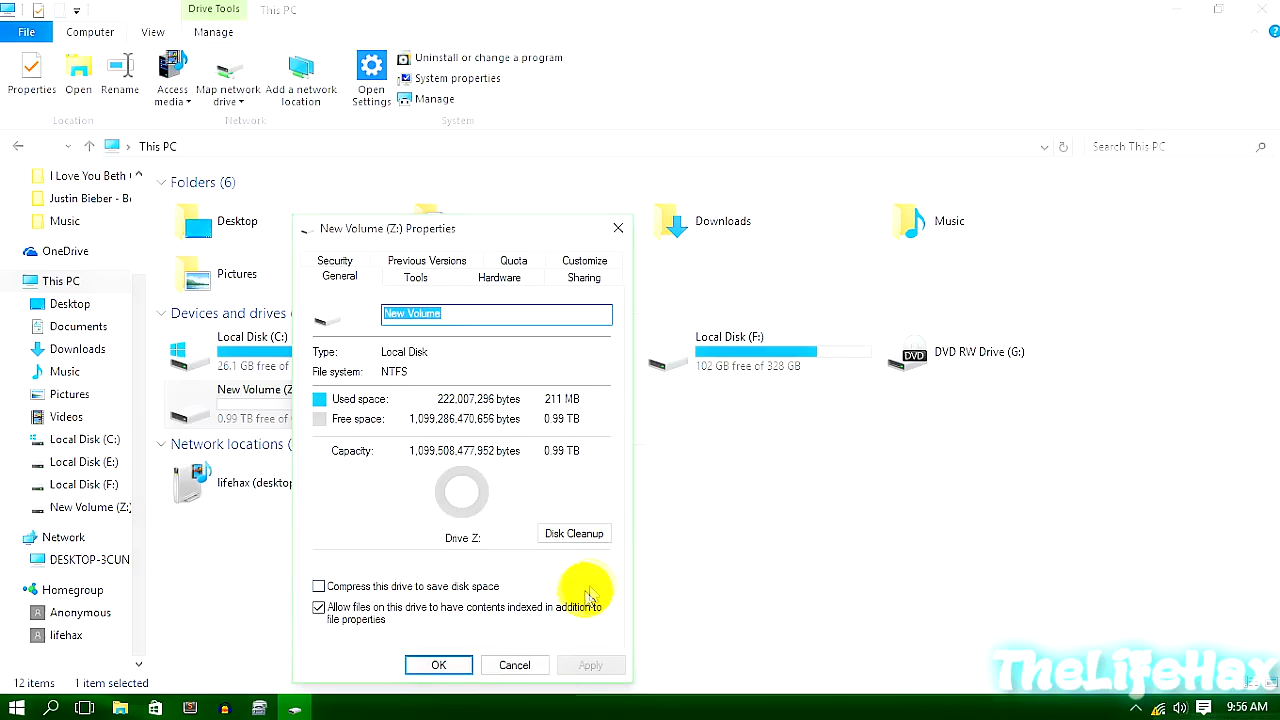 Drive Tools This PC
File Computer View Manage
Properties Open Rename Access media Map network drive Add a network location Open Settings
Uninstall or change a program
System properties
Manage
Location Network System
This PC Search This PC
I Love You Beth
Justin Bieber - Be
Music
OneDrive
This PC
Desktop
Documents
Downloads
Music
Pictures
Videos
Local Disk (C:)
Local Disk (E:)
Local Disk (F:)
New Volume (Z:)
Network
DESKTOP-3CUN
Homegroup
Anonymous
lifehax
Folders (6)
Desktop
Downloads
Music
Pictures
Devices and drives
Local Disk (C:)
26.1 GB free of
Local Disk (F:)
102 GB free of 328 GB
DVD
DVD RW Drive (G:)
New Volume (Z
0.99 TB free of
Network locations (
lifehax (desktop
New Volume (Z:) Properties
Security Previous Versions Quota Customize
General Tools Hardware Sharing
New Volume
Type: Local Disk
File system: NTFS
Used space: 222,007,296 bytes 211 MB
Free space: 1,099,286,470,656 bytes 0.99 TB
Capacity: 1,099,508,477,952 bytes 0.99 TB
Drive Z:
Disk Cleanup
Compress this drive to save disk space
Allow files on this drive to have contents indexed in addition to
file properties
OK Cancel Apply
12 items 1 item selected
TheLifeHax
9:56 AM